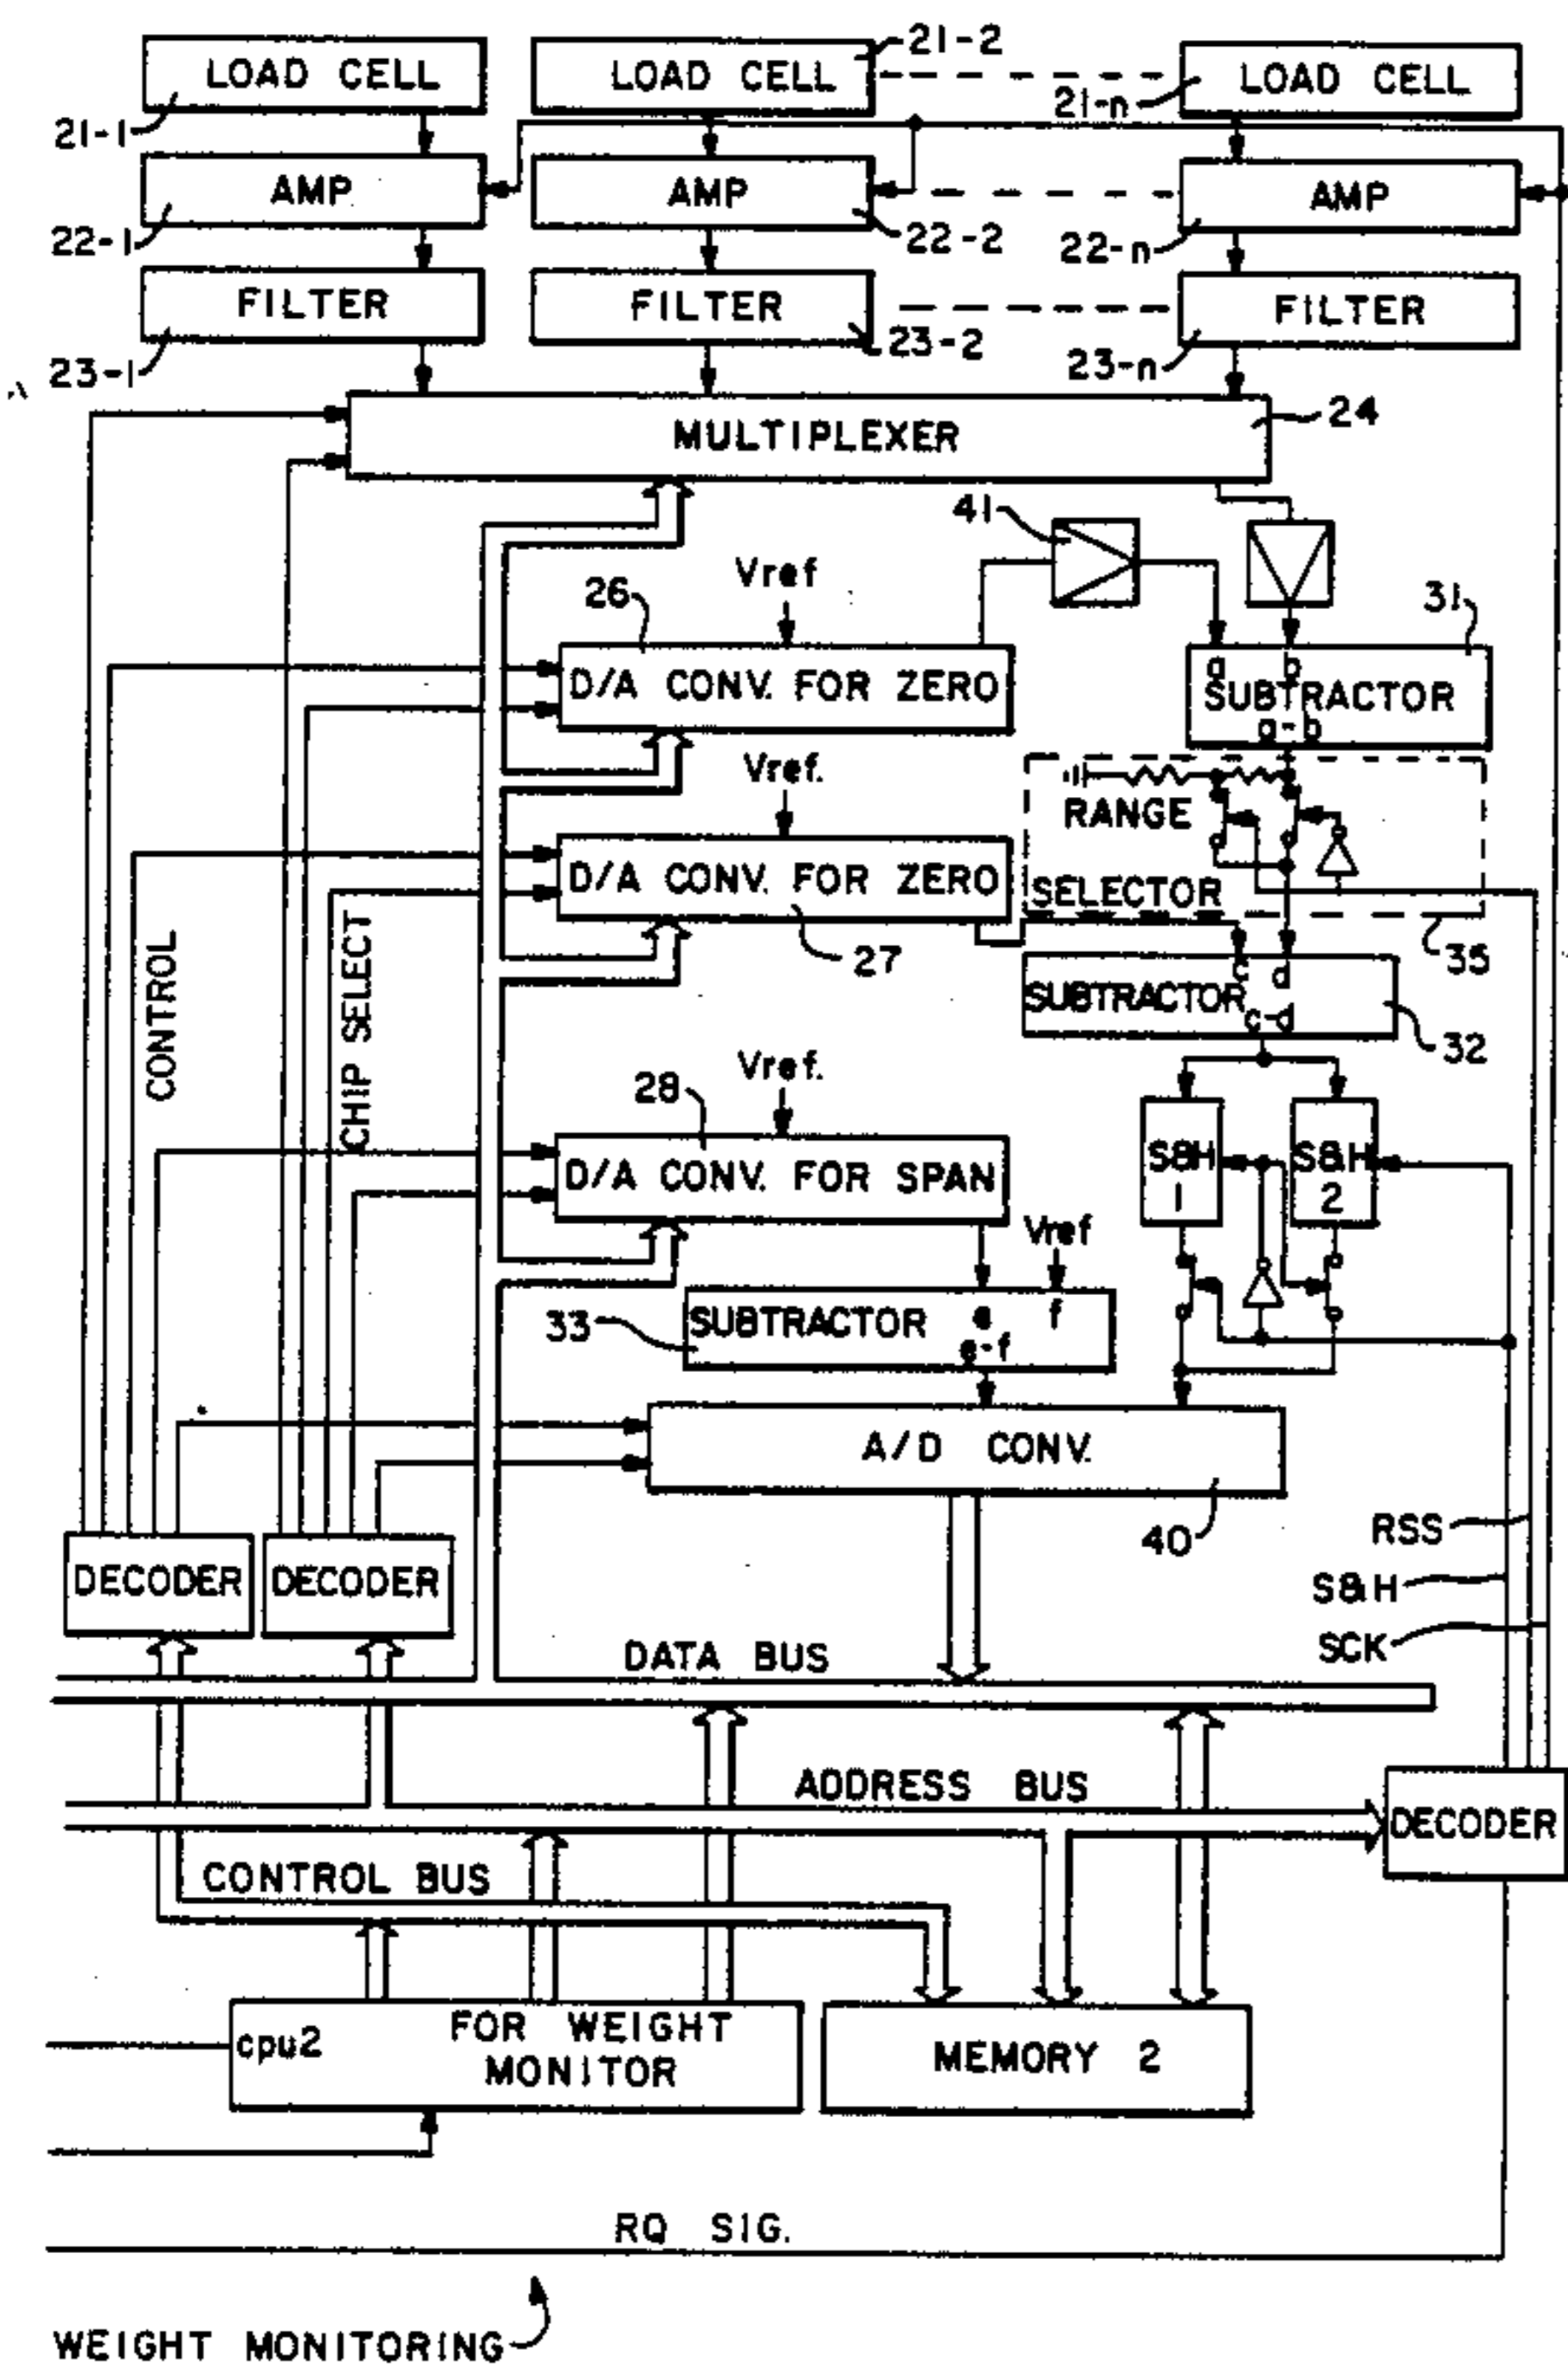 LOAD CELL
LOAD CELL
21-2
LOAD CELL
21-1
21-n
AMP
AMP
AMP
22-1
22-2
22-n
FILTER
FILTER
FILTER
23-1
23-2
23-n
MULTIPLEXER
24
41
Vref
26
31
D/A CONV. FOR ZERO
a b
SUBTRACTOR
a-b
Vref.
RANGE
D/A CONV. FOR ZERO
SELECTOR
27
35
CONTROL
CHIP SELECT
c d
SUBTRACTOR
c-d
32
Vref.
28
D/A CONV. FOR SPAN
S&H
1
S&H
2
Vref
33
SUBTRACTOR
e f
e-f
A/D CONV.
40
RSS
S&H
SCK
DECODER
DECODER
DATA BUS
ADDRESS BUS
DECODER
CONTROL BUS
cpu2
FOR WEIGHT
MONITOR
MEMORY 2
RQ SIG.
WEIGHT MONITORING